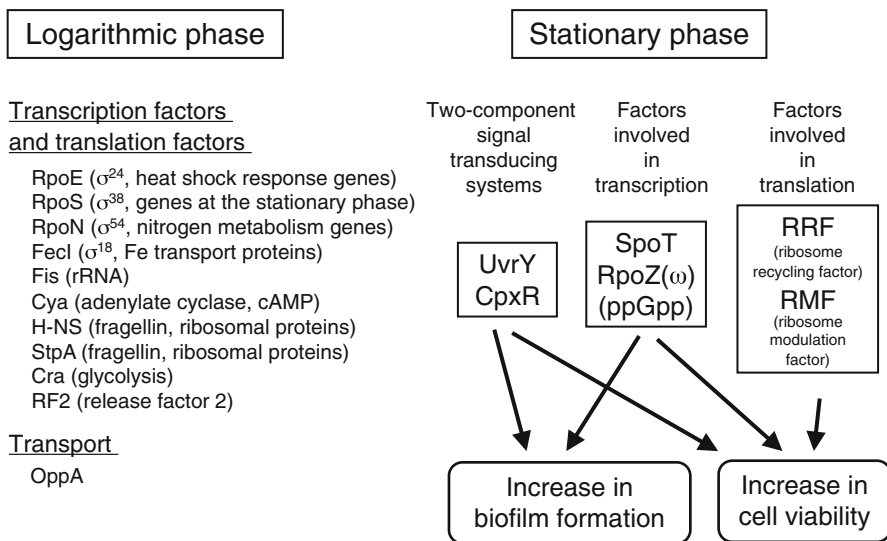 Logarithmic phase
Transcription factors
and translation factors
RpoE (σ²⁴, heat shock response genes)
RpoS (σ³⁸, genes at the stationary phase)
RpoN (σ⁵⁴, nitrogen metabolism genes)
FecI (σ¹⁸, Fe transport proteins)
Fis (rRNA)
Cya (adenylate cyclase, cAMP)
H-NS (fragellin, ribosomal proteins)
StpA (fragellin, ribosomal proteins)
Cra (glycolysis)
RF2 (release factor 2)
Transport
OppA
Stationary phase
Two-component
signal
transducing
systems
UvrY
CpxR
Factors
involved
in
transcription
SpoT
RpoZ(ω)
(ppGpp)
Factors
involved
in
translation
RRF
(ribosome
recycling factor)
RMF
(ribosome
modulation
factor)
Increase in
biofilm formation
Increase in
cell viability